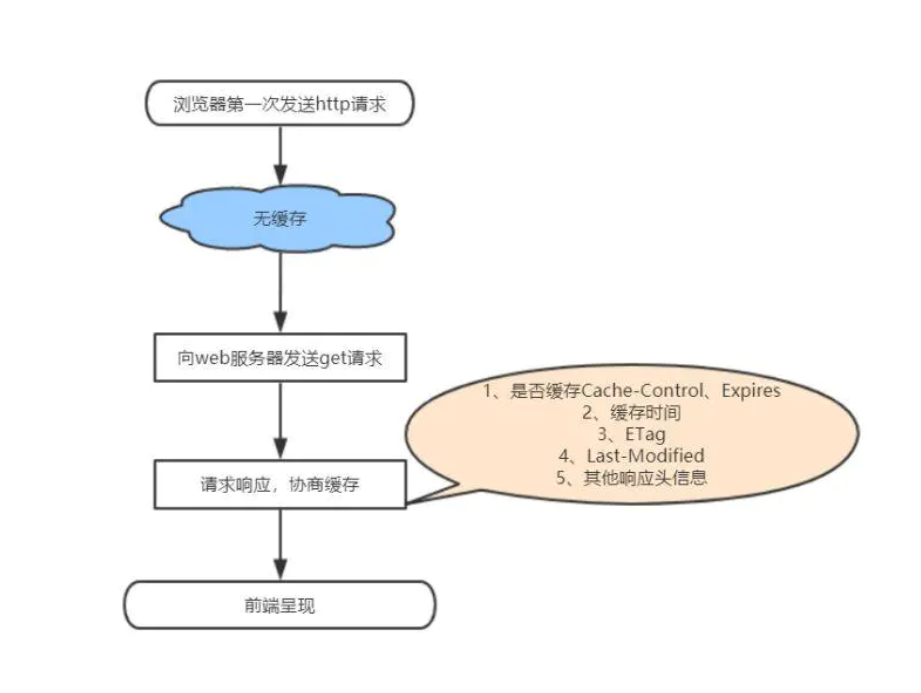 浏览器第一次发送http请求
无缓存
向web服务器发送get请求
1、是否缓存Cache-Control、Expires
2、缓存时间
3、ETag
4、Last-Modified
5、其他响应头信息
请求响应，协商缓存
前端呈现